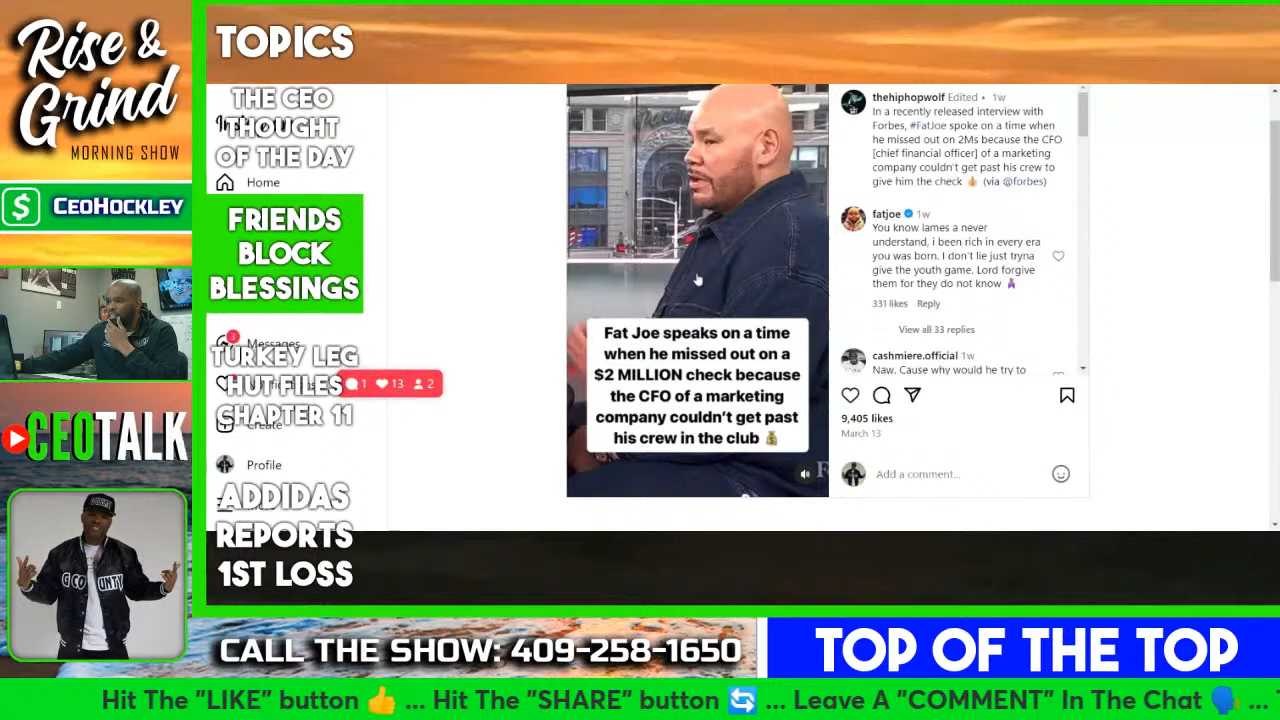 Rise &
Grind
MORNING SHOW
$ CEOHOCKLEY
CEOTALK
G COUNTY
TOPICS
THE CEO
THOUGHT
OF THE DAY
Home
FRIENDS
BLOCK
BLESSINGS
3
Messages
TURKEY LEG
HUT FILES
CHAPTER 11
1 13 2
Create
Profile
ADDIDAS
REPORTS
1ST LOSS
Fat Joe speaks on a time
when he missed out on a
$2 MILLION check because
the CFO of a marketing
company couldn't get past
his crew in the club 💰
F
thehiphopwolf Edited • 1w
In a recently released interview with
Forbes, #FatJoe spoke on a time when
he missed out on 2Ms because the CFO
[chief financial officer] of a marketing
company couldn't get past his crew to
give him the check 👍 (via @forbes)
fatjoe 1w
You know lames a never
understand, i been rich in every era
you was born. I don't lie just tryna
give the youth game. Lord forgive
them for they do not know
331 likes Reply
View all 33 replies
cashmiere.official 1w
Naw. Cause why would he try to
9,405 likes
March 13
Add a comment...
CALL THE SHOW: 409-258-1650
TOP OF THE TOP
Hit The "LIKE" button 👍 ... Hit The "SHARE" button 🔄 ... Leave A "COMMENT" In The Chat 🗣️ ...